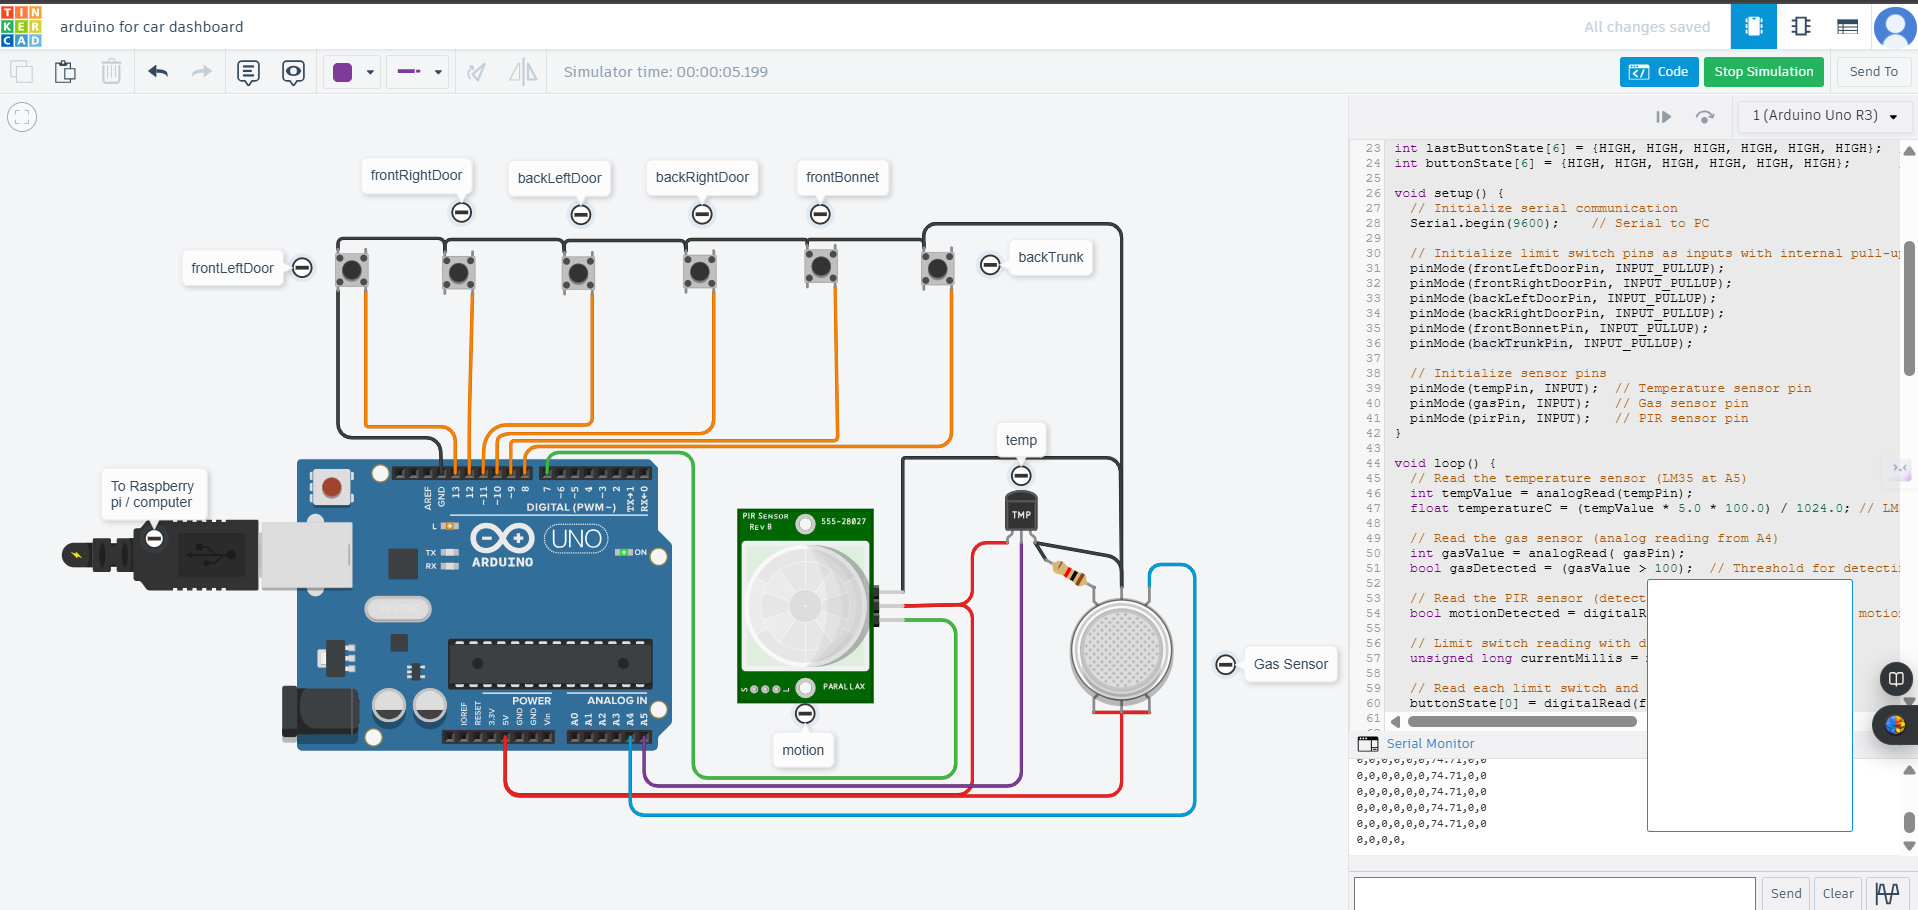 TIN
KER
CAD
arduino for car dashboard
All changes saved
Simulator time: 00:00:05.199
Code
Stop Simulation
Send To
1 (Arduino Uno R3)
frontRightDoor
backLeftDoor
backRightDoor
frontBonnet
frontLeftDoor
backTrunk
temp
To Raspberry
pi / computer
AREF
GND
13
12
~11
~10
~9
8
7
~6
~5
4
~3
2
TX→1
RX←0
DIGITAL (PWM~)
L
TX
RX
ARDUINO
UNO
ON
POWER
ANALOG IN
IOREF
RESET
3.3V
5V
GND
GND
Vin
A0
A1
A2
A3
A4
A5
PIR Sensor
Rev B
555-28027
S
L
PARALLAX
motion
TMP
Gas Sensor
23 int lastButtonState[6] = {HIGH, HIGH, HIGH, HIGH, HIGH, HIGH};
24 int buttonState[6] = {HIGH, HIGH, HIGH, HIGH, HIGH, HIGH};
25
26 void setup() {
27 // Initialize serial communication
28 Serial.begin(9600); // Serial to PC
29
30 // Initialize limit switch pins as inputs with internal pull-up
31 pinMode(frontLeftDoorPin, INPUT_PULLUP);
32 pinMode(frontRightDoorPin, INPUT_PULLUP);
33 pinMode(backLeftDoorPin, INPUT_PULLUP);
34 pinMode(backRightDoorPin, INPUT_PULLUP);
35 pinMode(frontBonnetPin, INPUT_PULLUP);
36 pinMode(backTrunkPin, INPUT_PULLUP);
37
38 // Initialize sensor pins
39 pinMode(tempPin, INPUT); // Temperature sensor pin
40 pinMode(gasPin, INPUT); // Gas sensor pin
41 pinMode(pirPin, INPUT); // PIR sensor pin
42 }
43
44 void loop() {
45 // Read the temperature sensor (LM35 at A5)
46 int tempValue = analogRead(tempPin);
47 float temperatureC = (tempValue * 5.0 * 100.0) / 1024.0; // LM
48
49 // Read the gas sensor (analog reading from A4)
50 int gasValue = analogRead( gasPin);
51 bool gasDetected = (gasValue > 100); // Threshold for detecti
52
53 // Read the PIR sensor (detect
54 bool motionDetected = digitalR motio
55
56 // Limit switch reading with d
57 unsigned long currentMillis =
58
59 // Read each limit switch and
60 buttonState[0] = digitalRead(f
61
Serial Monitor
0,0,0,0,0,0,74.71,0,0
0,0,0,0,0,0,74.71,0,0
0,0,0,0,0,0,74.71,0,0
0,0,0,0,0,0,74.71,0,0
0,0,0,0,0,0,74.71,0,0
0,0,0,0,
Send
Clear